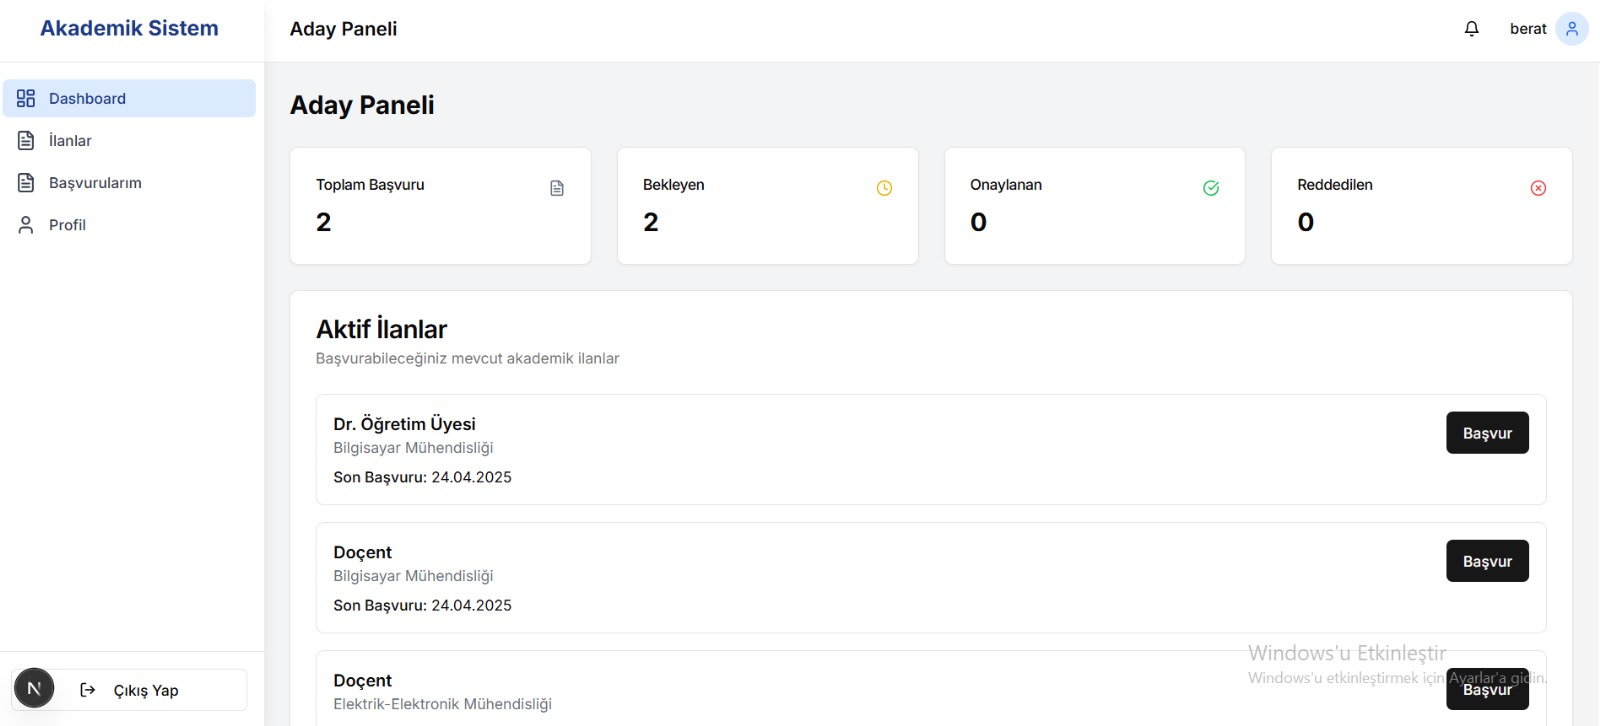 Akademik Sistem
Dashboard
İlanlar
Başvurularım
Profil
N
Çıkış Yap
Aday Paneli
berat
Aday Paneli
Toplam Başvuru
2
Bekleyen
2
Onaylanan
0
Reddedilen
0
Aktif İlanlar
Başvurabileceğiniz mevcut akademik ilanlar
Dr. Öğretim Üyesi
Bilgisayar Mühendisliği
Son Başvuru: 24.04.2025
Başvur
Doçent
Bilgisayar Mühendisliği
Son Başvuru: 24.04.2025
Başvur
Doçent
Elektrik-Elektronik Mühendisliği
Başvur
Windows'u Etkinleştir
Windows'u etkinleştirmek için Ayarlar'a gidin.